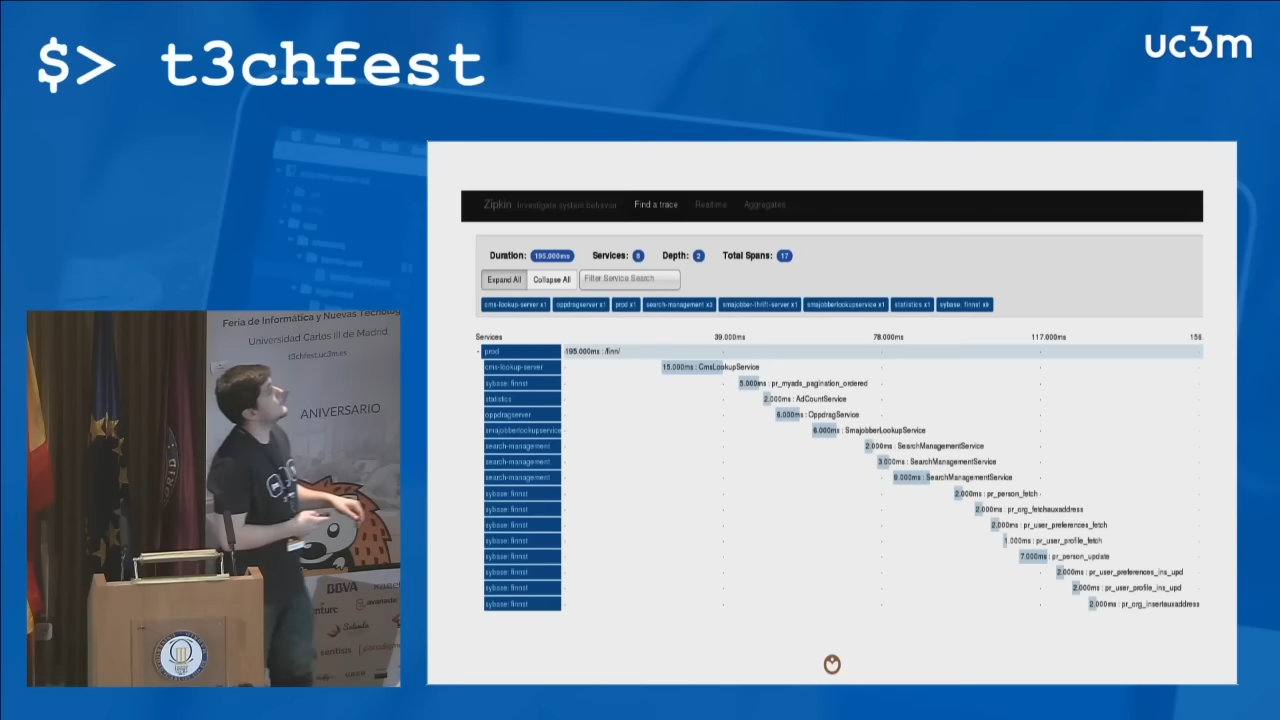 $> t3chfest
uc3m
Zipkin Investigate system behavior Find a trace Realtime Aggregates
Duration: 195.000ms Services: 8 Depth: 2 Total Spans: 17
Expand All Collapse All Filter Service Search
cms-lookup-server x1 oppdragserver x1 prod x1 search-management x3 smajobber-thrift-server x1 smajobberlookupservice x1 statistics x1 sybase: finnst x9
Services 39.000ms 78.000ms 117.000ms 156.
- prod 195.000ms : /finn/
cms-lookup-server 15.000ms : CmsLookupService
sybase: finnst 5.000ms : pr_myads_pagination_ordered
statistics 2.000ms : AdCountService
oppdragserver 6.000ms : OppdragService
smajobberlookupservice 6.000ms : SmajobberLookupService
search-management 2.000ms : SearchManagementService
search-management 3.000ms : SearchManagementService
search-management 9.000ms : SearchManagementService
sybase: finnst 2.000ms : pr_person_fetch
sybase: finnst 2.000ms : pr_org_fetchauxaddress
sybase: finnst 2.000ms : pr_user_preferences_fetch
sybase: finnst 1.000ms : pr_user_profile_fetch
sybase: finnst 7.000ms : pr_person_update
sybase: finnst 2.000ms : pr_user_preferences_ins_upd
sybase: finnst 2.000ms : pr_user_profile_ins_upd
sybase: finnst 2.000ms : pr_org_insertauxaddress
Feria de Informática y Nuevas Tecnolog
Universidad Carlos III de Madrid
t3chfest.uc3m.es
ANIVERSARIO
BBVA
enture
sentisis